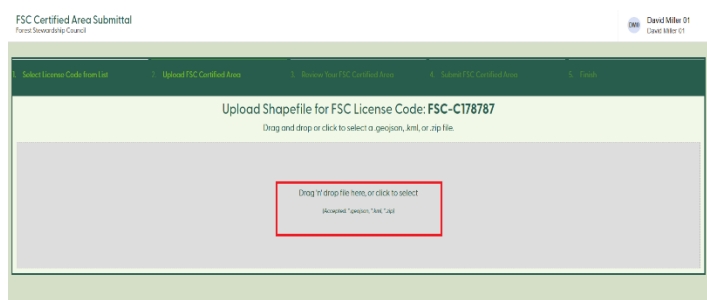 FSC Certified Area Submittal
Forest Stewardship Council
DM0 David Miller 01
David Miller 01
1. Select License Code from List 2. Upload FSC Certified Area 3. Review Your FSC Certified Area 4. Submit FSC Certified Area 5. Finish
Upload Shapefile for FSC License Code: FSC-C178787
Drag and drop or click to select a .geojson, .kml, or .zip file.
Drag 'n' drop file here, or click to select
(Accepted: *.geojson, *.kml, *.zip)